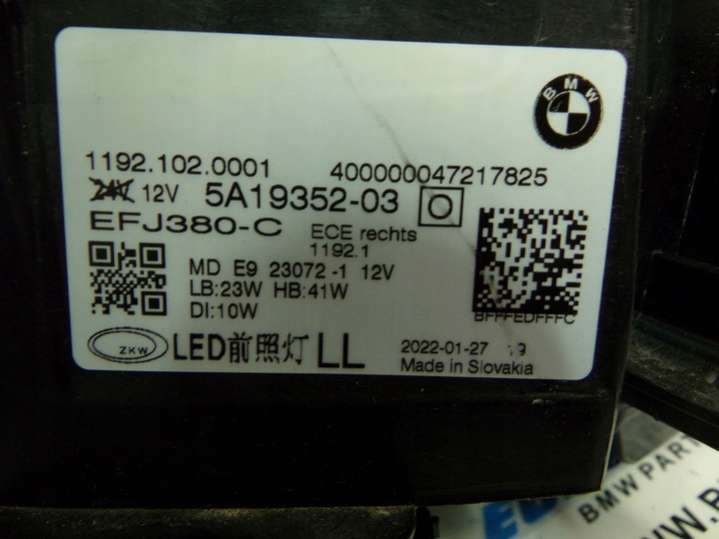 BMW
1192.102.0001 400000047217825
24V 12V 5A19352-03 O
EFJ380-C ECE rechts
1192.1
MD E9 23072-1 12V
LB:23W HB:41W
DI:10W
BFFFEDFFFC
ZKW LED前照灯 LL
2022-01-27
Made in Slovakia
BMW PART